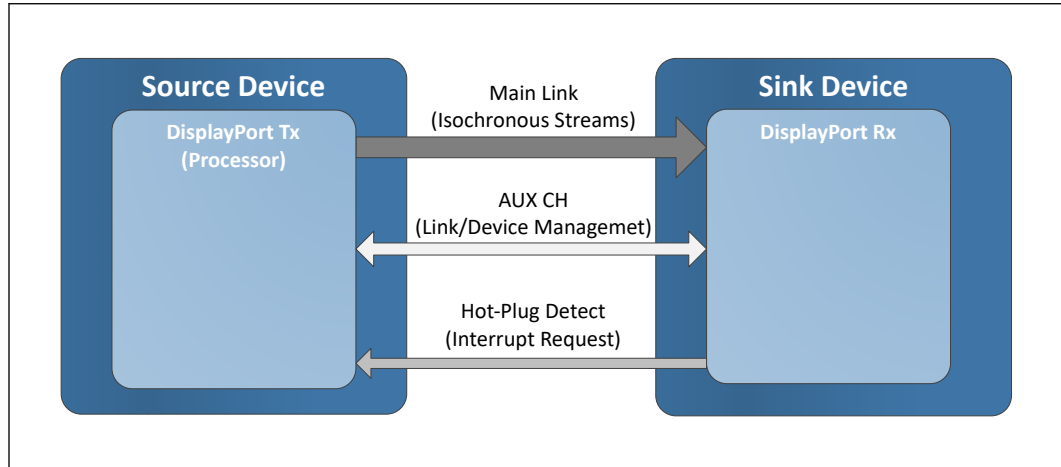 Source Device
DisplayPort Tx
(Processor)
Main Link
(Isochronous Streams)
AUX CH
(Link/Device Managemet)
Hot-Plug Detect
(Interrupt Request)
Sink Device
DisplayPort Rx